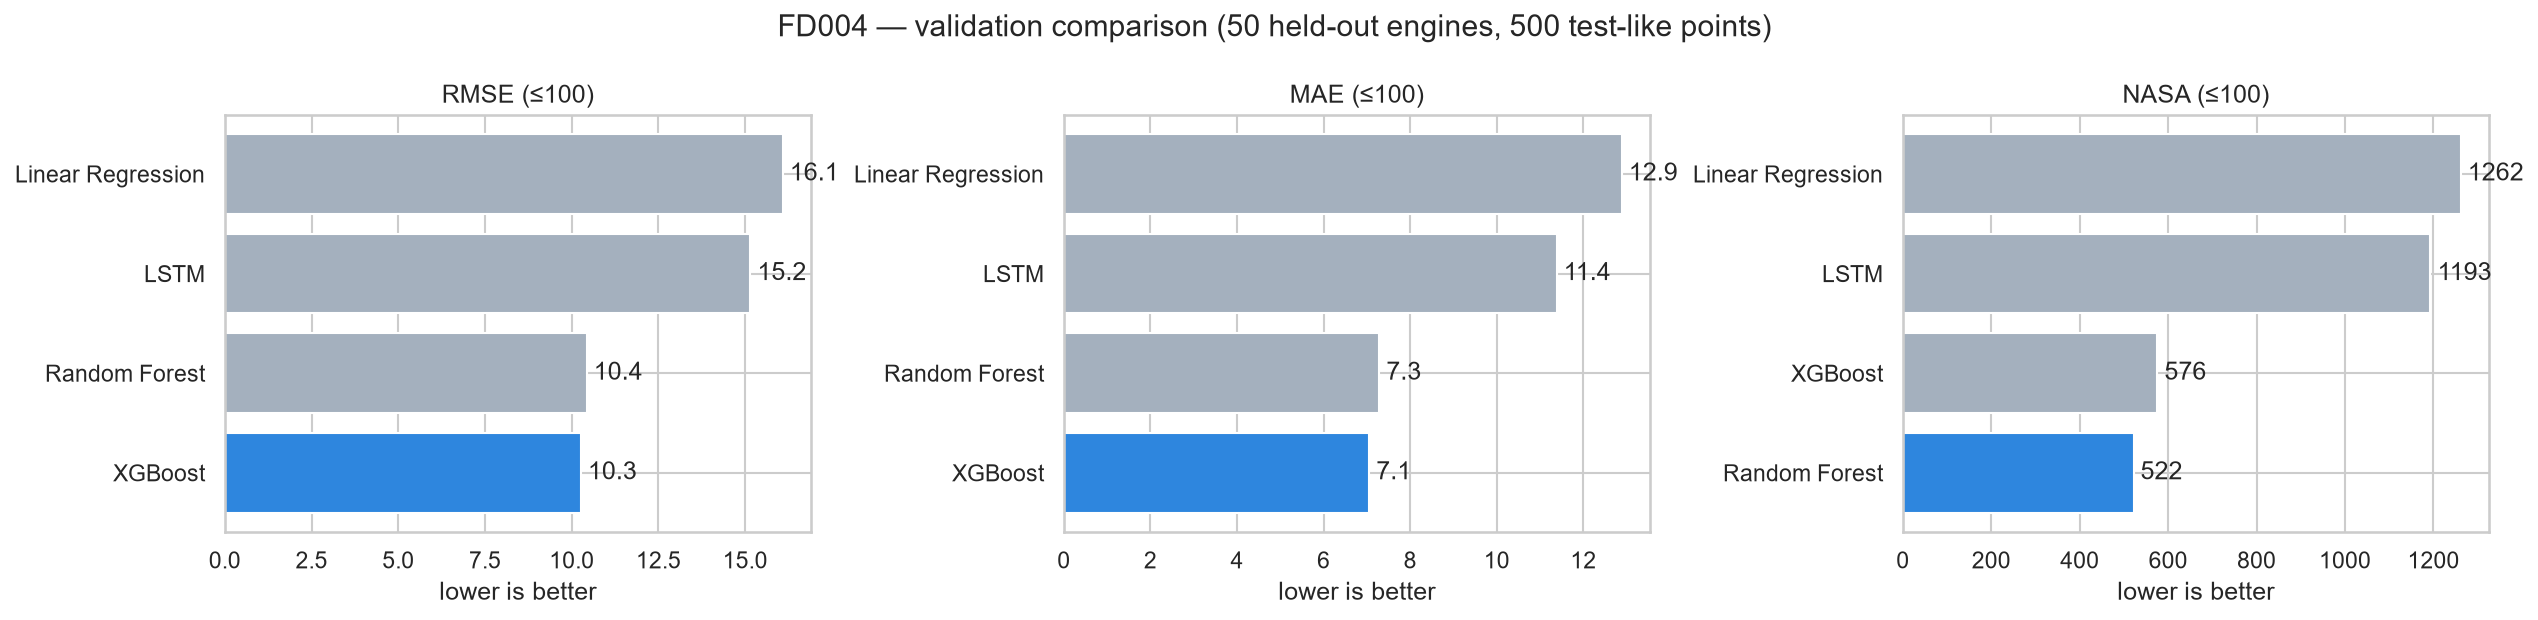 FD004 — validation comparison (50 held-out engines, 500 test-like points)
RMSE (≤100)
Linear Regression
16.1
LSTM
15.2
Random Forest
10.4
XGBoost
10.3
0.0 2.5 5.0 7.5 10.0 12.5 15.0
lower is better
MAE (≤100)
Linear Regression
12.9
LSTM
11.4
Random Forest
7.3
XGBoost
7.1
0 2 4 6 8 10 12
lower is better
NASA (≤100)
Linear Regression
1262
LSTM
1193
XGBoost
576
Random Forest
522
0 200 400 600 800 1000 1200
lower is better